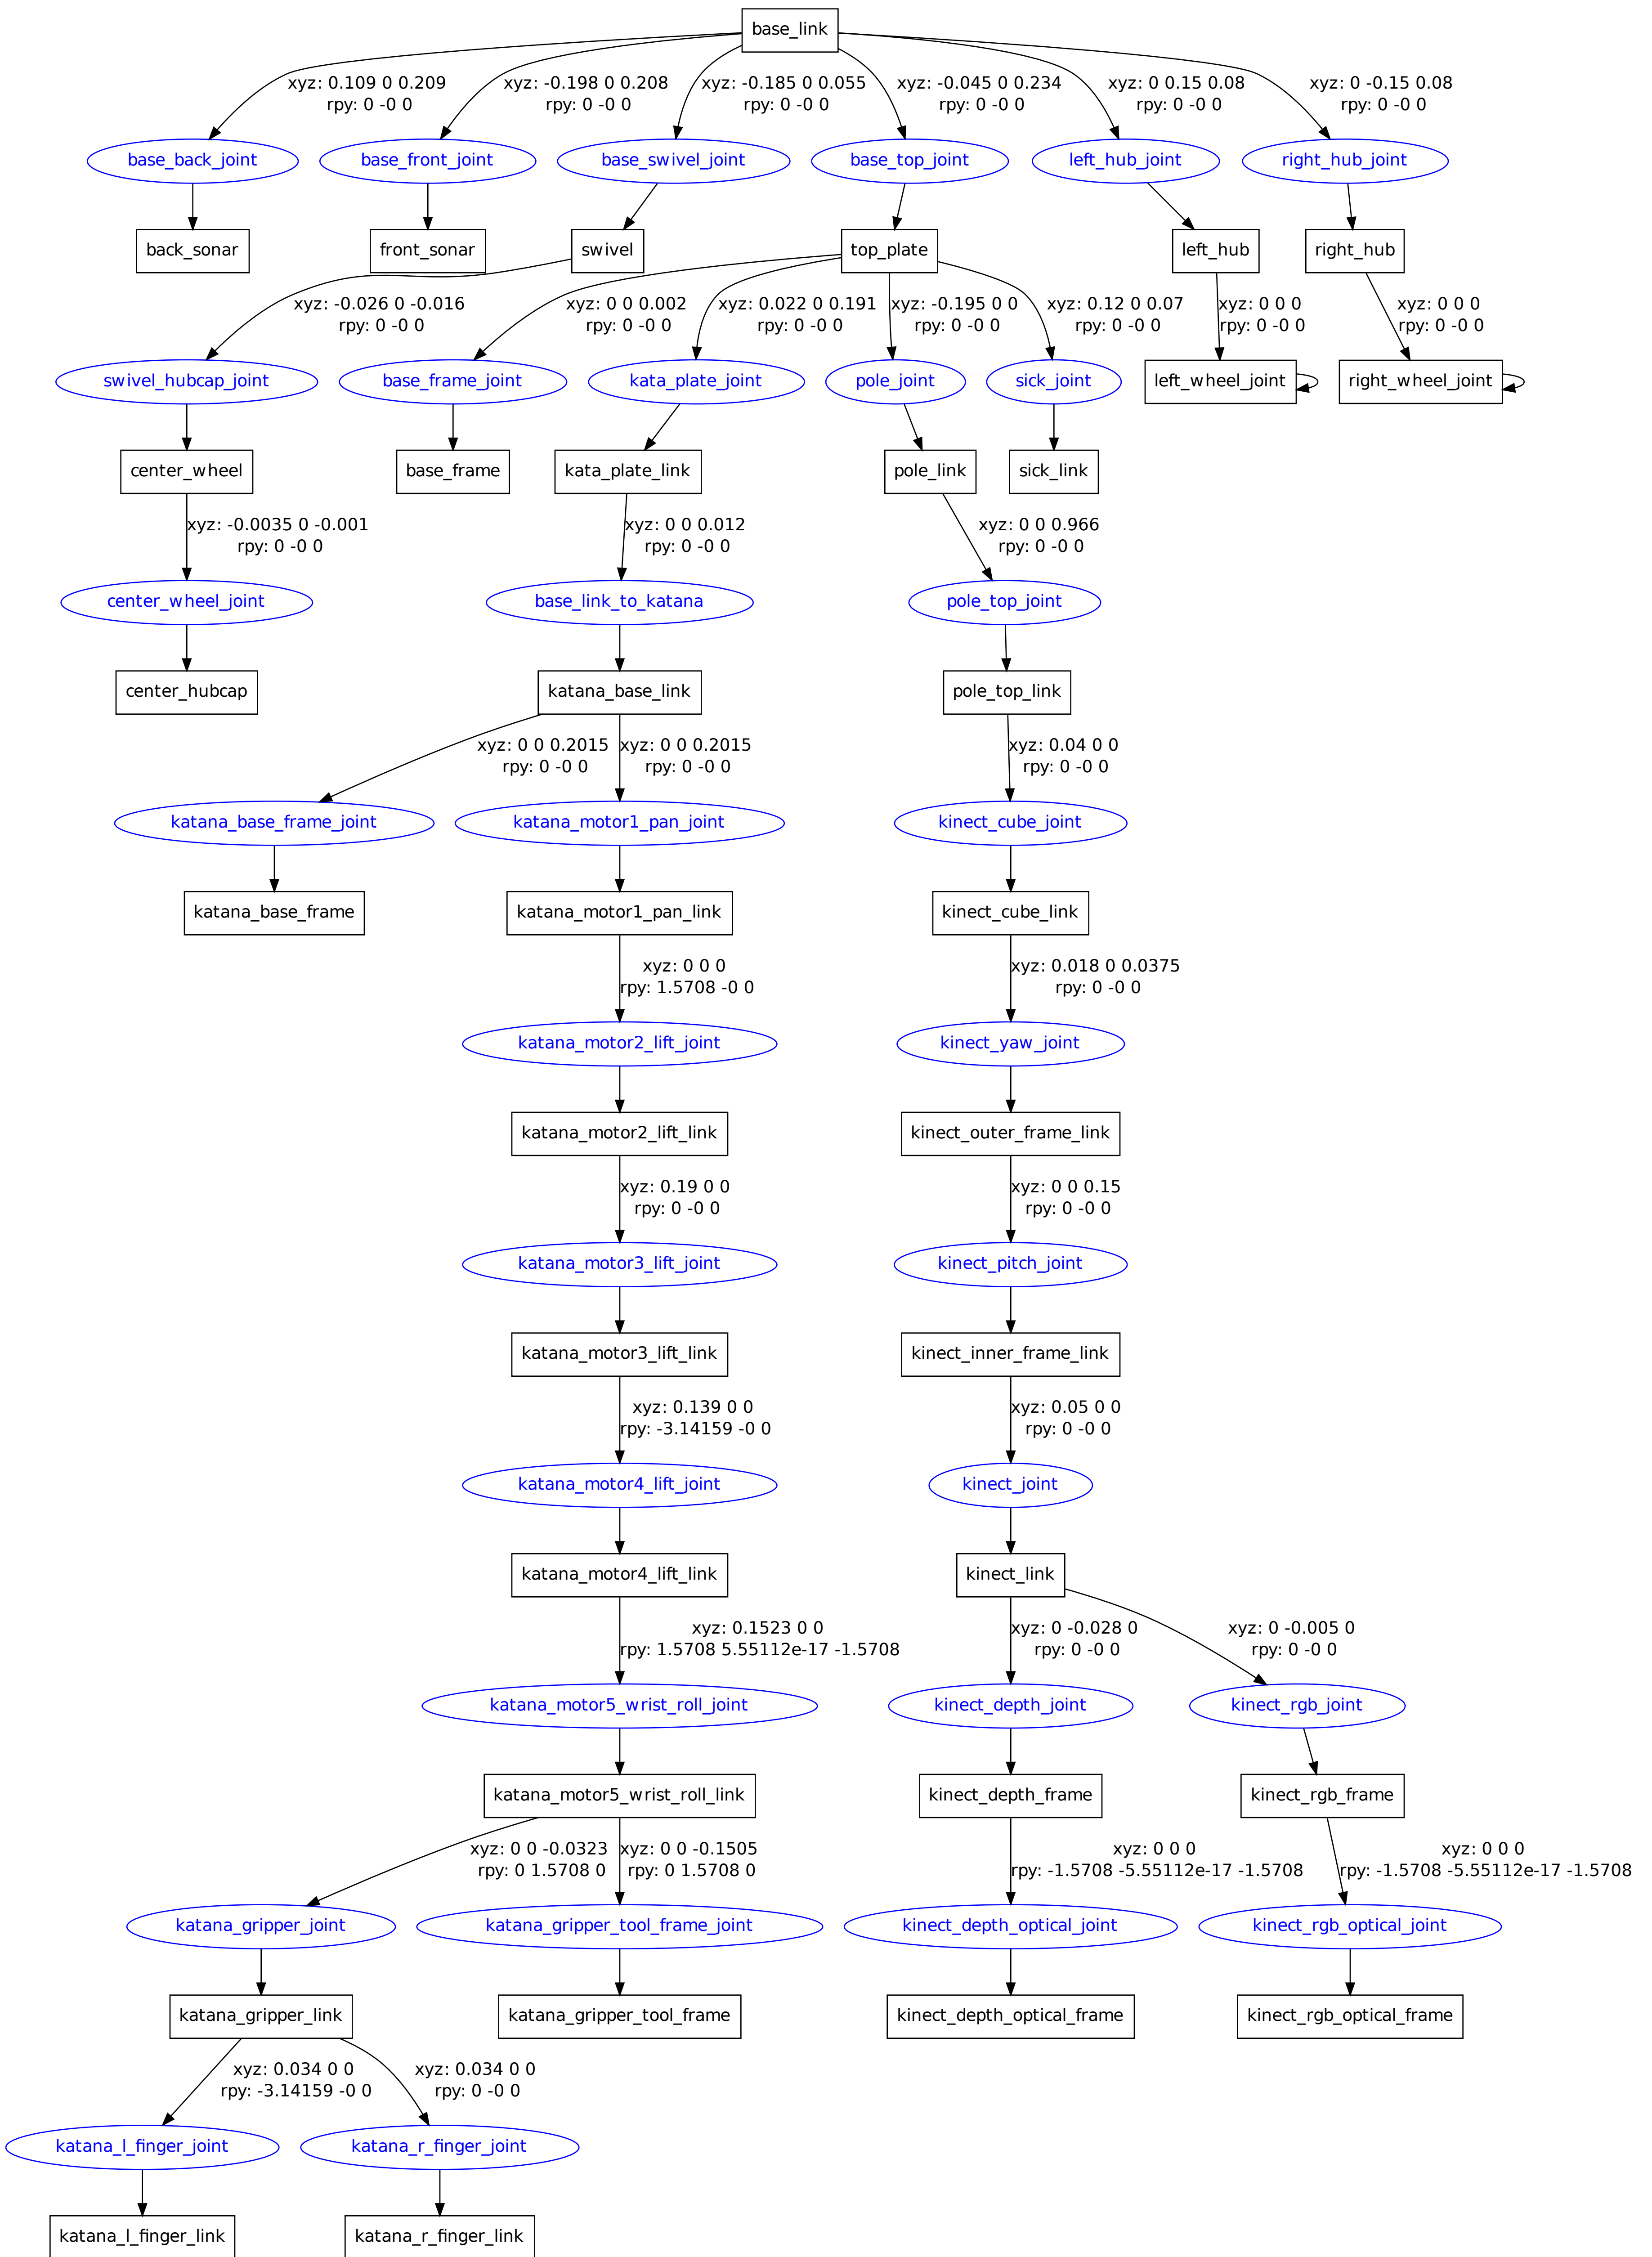 base_link
xyz: 0.109 0 0.209
rpy: 0 -0 0
xyz: -0.198 0 0.208
rpy: 0 -0 0
xyz: -0.185 0 0.055
rpy: 0 -0 0
xyz: -0.045 0 0.234
rpy: 0 -0 0
xyz: 0 0.15 0.08
rpy: 0 -0 0
xyz: 0 -0.15 0.08
rpy: 0 -0 0
base_back_joint
base_front_joint
base_swivel_joint
base_top_joint
left_hub_joint
right_hub_joint
back_sonar
front_sonar
swivel
top_plate
left_hub
right_hub
xyz: -0.026 0 -0.016
rpy: 0 -0 0
xyz: 0 0 0.002
rpy: 0 -0 0
xyz: 0.022 0 0.191
rpy: 0 -0 0
xyz: -0.195 0 0
rpy: 0 -0 0
xyz: 0.12 0 0.07
rpy: 0 -0 0
xyz: 0 0 0
rpy: 0 -0 0
xyz: 0 0 0
rpy: 0 -0 0
swivel_hubcap_joint
base_frame_joint
kata_plate_joint
pole_joint
sick_joint
left_wheel_joint
right_wheel_joint
center_wheel
base_frame
kata_plate_link
pole_link
sick_link
xyz: -0.0035 0 -0.001
rpy: 0 -0 0
xyz: 0 0 0.012
rpy: 0 -0 0
xyz: 0 0 0.966
rpy: 0 -0 0
center_wheel_joint
base_link_to_katana
pole_top_joint
center_hubcap
katana_base_link
pole_top_link
xyz: 0 0 0.2015
rpy: 0 -0 0
xyz: 0 0 0.2015
rpy: 0 -0 0
xyz: 0.04 0 0
rpy: 0 -0 0
katana_base_frame_joint
katana_motor1_pan_joint
kinect_cube_joint
katana_base_frame
katana_motor1_pan_link
kinect_cube_link
xyz: 0 0 0
rpy: 1.5708 -0 0
xyz: 0.018 0 0.0375
rpy: 0 -0 0
katana_motor2_lift_joint
kinect_yaw_joint
katana_motor2_lift_link
kinect_outer_frame_link
xyz: 0.19 0 0
rpy: 0 -0 0
xyz: 0 0 0.15
rpy: 0 -0 0
katana_motor3_lift_joint
kinect_pitch_joint
katana_motor3_lift_link
kinect_inner_frame_link
xyz: 0.139 0 0
rpy: -3.14159 -0 0
xyz: 0.05 0 0
rpy: 0 -0 0
katana_motor4_lift_joint
kinect_joint
katana_motor4_lift_link
kinect_link
xyz: 0.1523 0 0
rpy: 1.5708 5.55112e-17 -1.5708
xyz: 0 -0.028 0
rpy: 0 -0 0
xyz: 0 -0.005 0
rpy: 0 -0 0
katana_motor5_wrist_roll_joint
kinect_depth_joint
kinect_rgb_joint
katana_motor5_wrist_roll_link
kinect_depth_frame
kinect_rgb_frame
xyz: 0 0 -0.0323
rpy: 0 1.5708 0
xyz: 0 0 -0.1505
rpy: 0 1.5708 0
xyz: 0 0 0
rpy: -1.5708 -5.55112e-17 -1.5708
xyz: 0 0 0
rpy: -1.5708 -5.55112e-17 -1.5708
katana_gripper_joint
katana_gripper_tool_frame_joint
kinect_depth_optical_joint
kinect_rgb_optical_joint
katana_gripper_link
katana_gripper_tool_frame
kinect_depth_optical_frame
kinect_rgb_optical_frame
xyz: 0.034 0 0
rpy: -3.14159 -0 0
xyz: 0.034 0 0
rpy: 0 -0 0
katana_l_finger_joint
katana_r_finger_joint
katana_l_finger_link
katana_r_finger_link